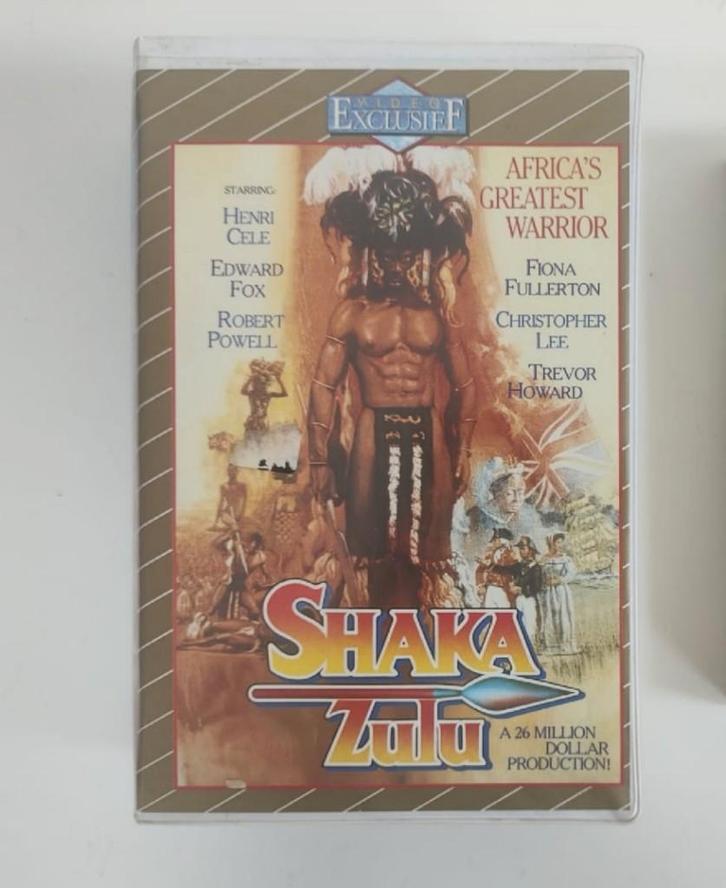 VIDEO
EXCLUSIEF
AFRICA'S
GREATEST
WARRIOR
STARRING:
HENRI
CELE
EDWARD
FOX
ROBERT
POWELL
FIONA
FULLERTON
CHRISTOPHER
LEE
TREVOR
HOWARD
SHAKA
ZULU
A 26 MILLION
DOLLAR
PRODUCTION!